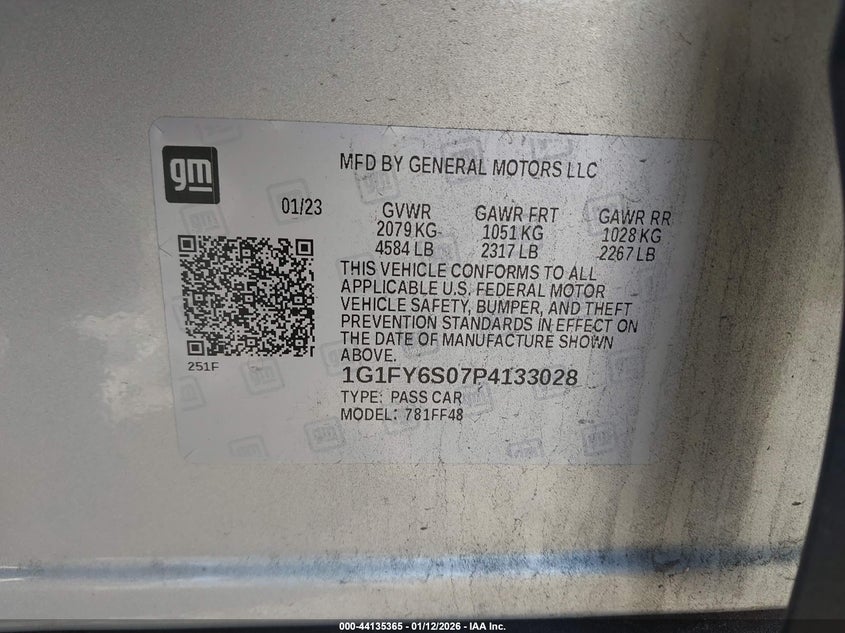 gm
MFD BY GENERAL MOTORS LLC
01/23
GVWR GAWR FRT GAWR RR
2079 KG 1051 KG 1028 KG
4584 LB 2317 LB 2267 LB
THIS VEHICLE CONFORMS TO ALL
APPLICABLE U.S. FEDERAL MOTOR
VEHICLE SAFETY, BUMPER, AND THEFT
PREVENTION STANDARDS IN EFFECT ON
THE DATE OF MANUFACTURE SHOWN
ABOVE.
251F
1G1FY6S07P4133028
TYPE: PASS CAR
MODEL: 781FF48
000-44135365 - 01/12/2026 - IAA Inc.